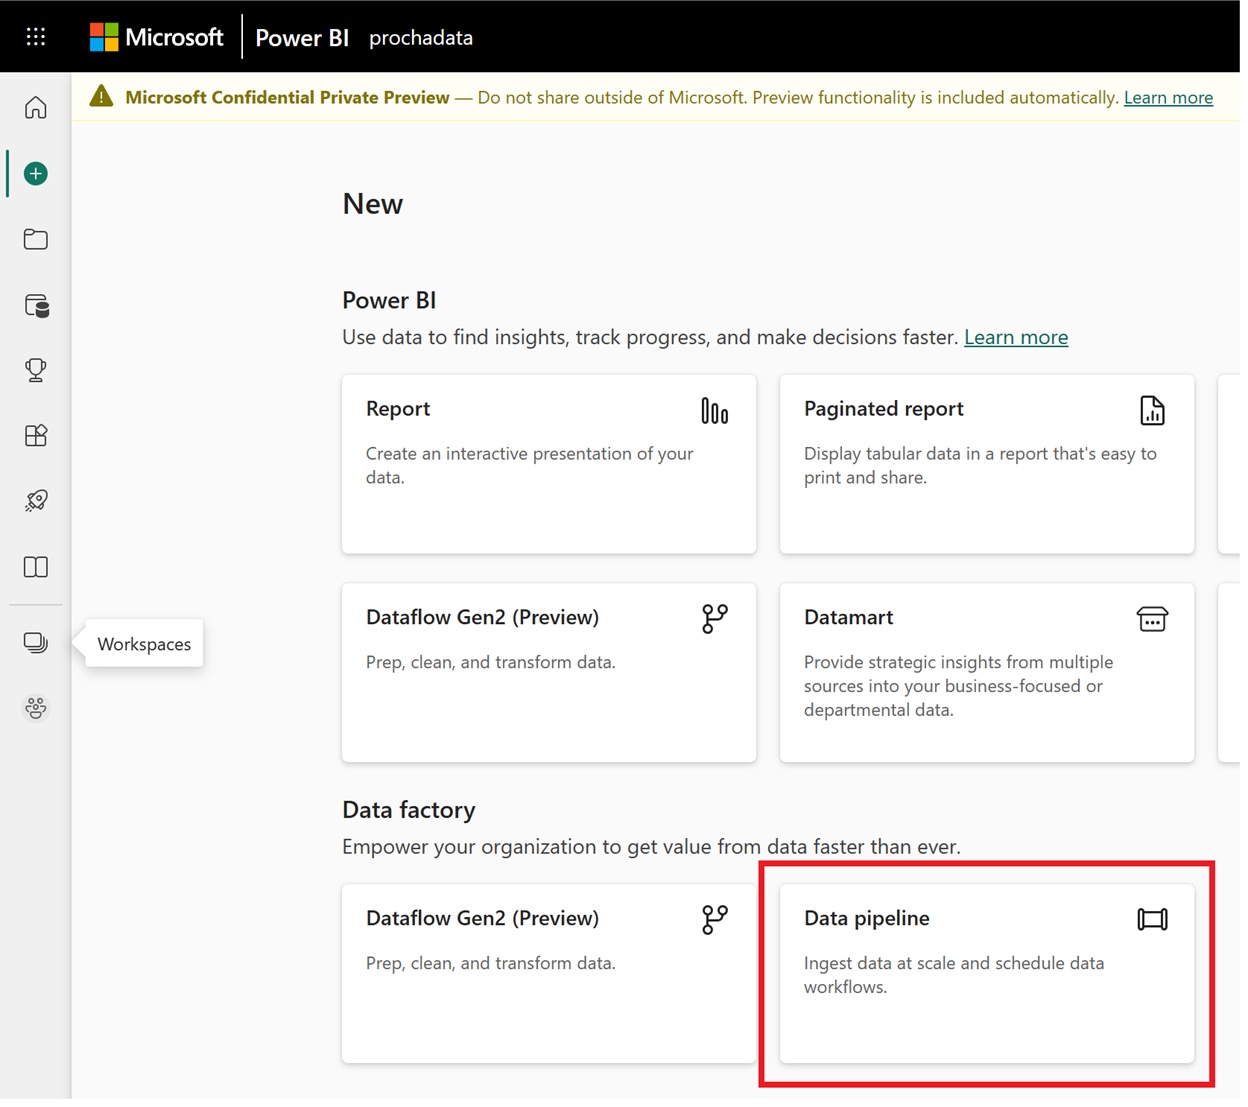 Microsoft Power BI prochadata
Microsoft Confidential Private Preview — Do not share outside of Microsoft. Preview functionality is included automatically. Learn more
New
Power BI
Use data to find insights, track progress, and make decisions faster. Learn more
Report
Create an interactive presentation of your
data.
Paginated report
Display tabular data in a report that's easy to
print and share.
Dataflow Gen2 (Preview)
Prep, clean, and transform data.
Datamart
Provide strategic insights from multiple
sources into your business-focused or
departmental data.
Workspaces
Data factory
Empower your organization to get value from data faster than ever.
Dataflow Gen2 (Preview)
Prep, clean, and transform data.
Data pipeline
Ingest data at scale and schedule data
workflows.